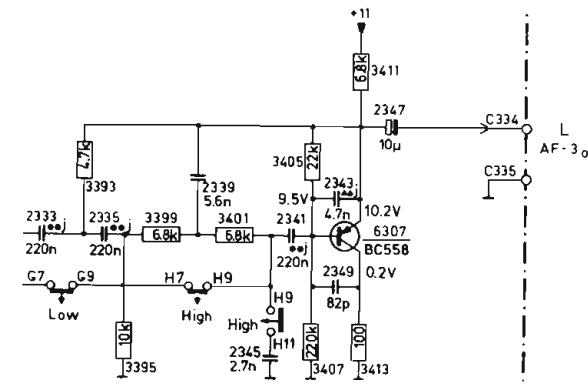 +11
6.8k
3411
2347
10µ
C334
L
AF-3o
C335
4.7k
3393
3405
22k
2339
5.6n
9.5V
2343
j
4.7n
10.2V
2333
j
220n
2335
j
220n
3399
6.8k
3401
6.8k
2341
j
220n
6307
BC558
0.2V
2349
82p
G7
G9
Low
H7
H9
High
H9
High
H11
2345
2.7n
10k
3395
220k
3407
100
3413